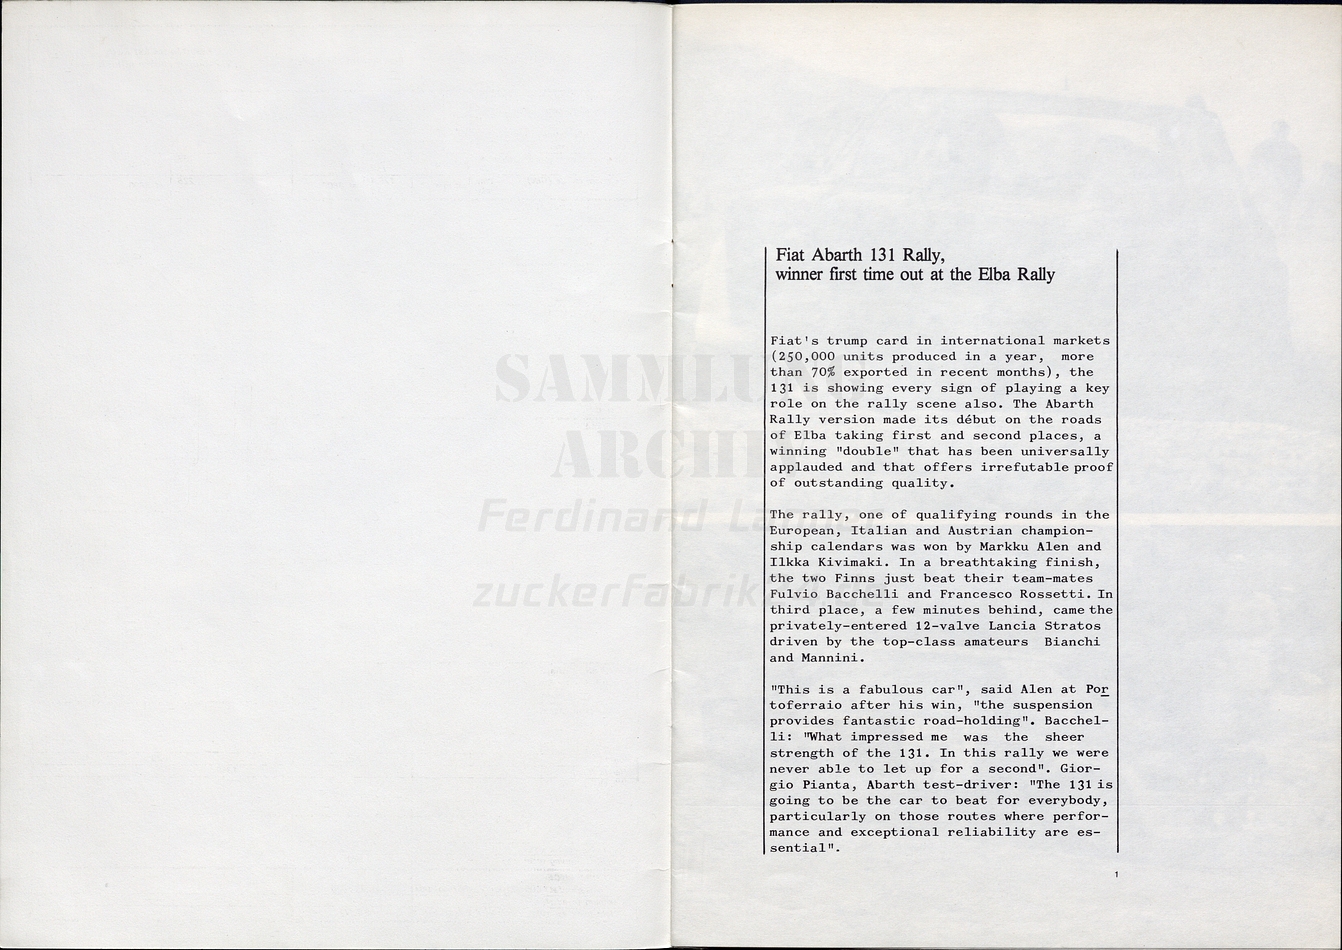 Fiat Abarth 131 Rally,
winner first time out at the Elba Rally
Fiat's trump card in international markets
(250,000 units produced in a year, more
than 70% exported in recent months), the
131 is showing every sign of playing a key
role on the rally scene also. The Abarth
Rally version made its début on the roads
of Elba taking first and second places, a
winning "double" that has been universally
applauded and that offers irrefutable proof
of outstanding quality.
The rally, one of qualifying rounds in the
European, Italian and Austrian champion-
ship calendars was won by Markku Alen and
Ilkka Kivimaki. In a breathtaking finish,
the two Finns just beat their team-mates
Fulvio Bacchelli and Francesco Rossetti. In
third place, a few minutes behind, came the
privately-entered 12-valve Lancia Stratos
driven by the top-class amateurs Bianchi
and Mannini.
"This is a fabulous car", said Alen at Por
toferraio after his win, "the suspension
provides fantastic road-holding". Bacchel-
li: "What impressed me was the sheer
strength of the 131. In this rally we were
never able to let up for a second". Gior-
gio Pianta, Abarth test-driver: "The 131 is
going to be the car to beat for everybody,
particularly on those routes where perfor-
mance and exceptional reliability are es-
sential".
1
SAMMLUNG
ARCHIV
Ferdinand